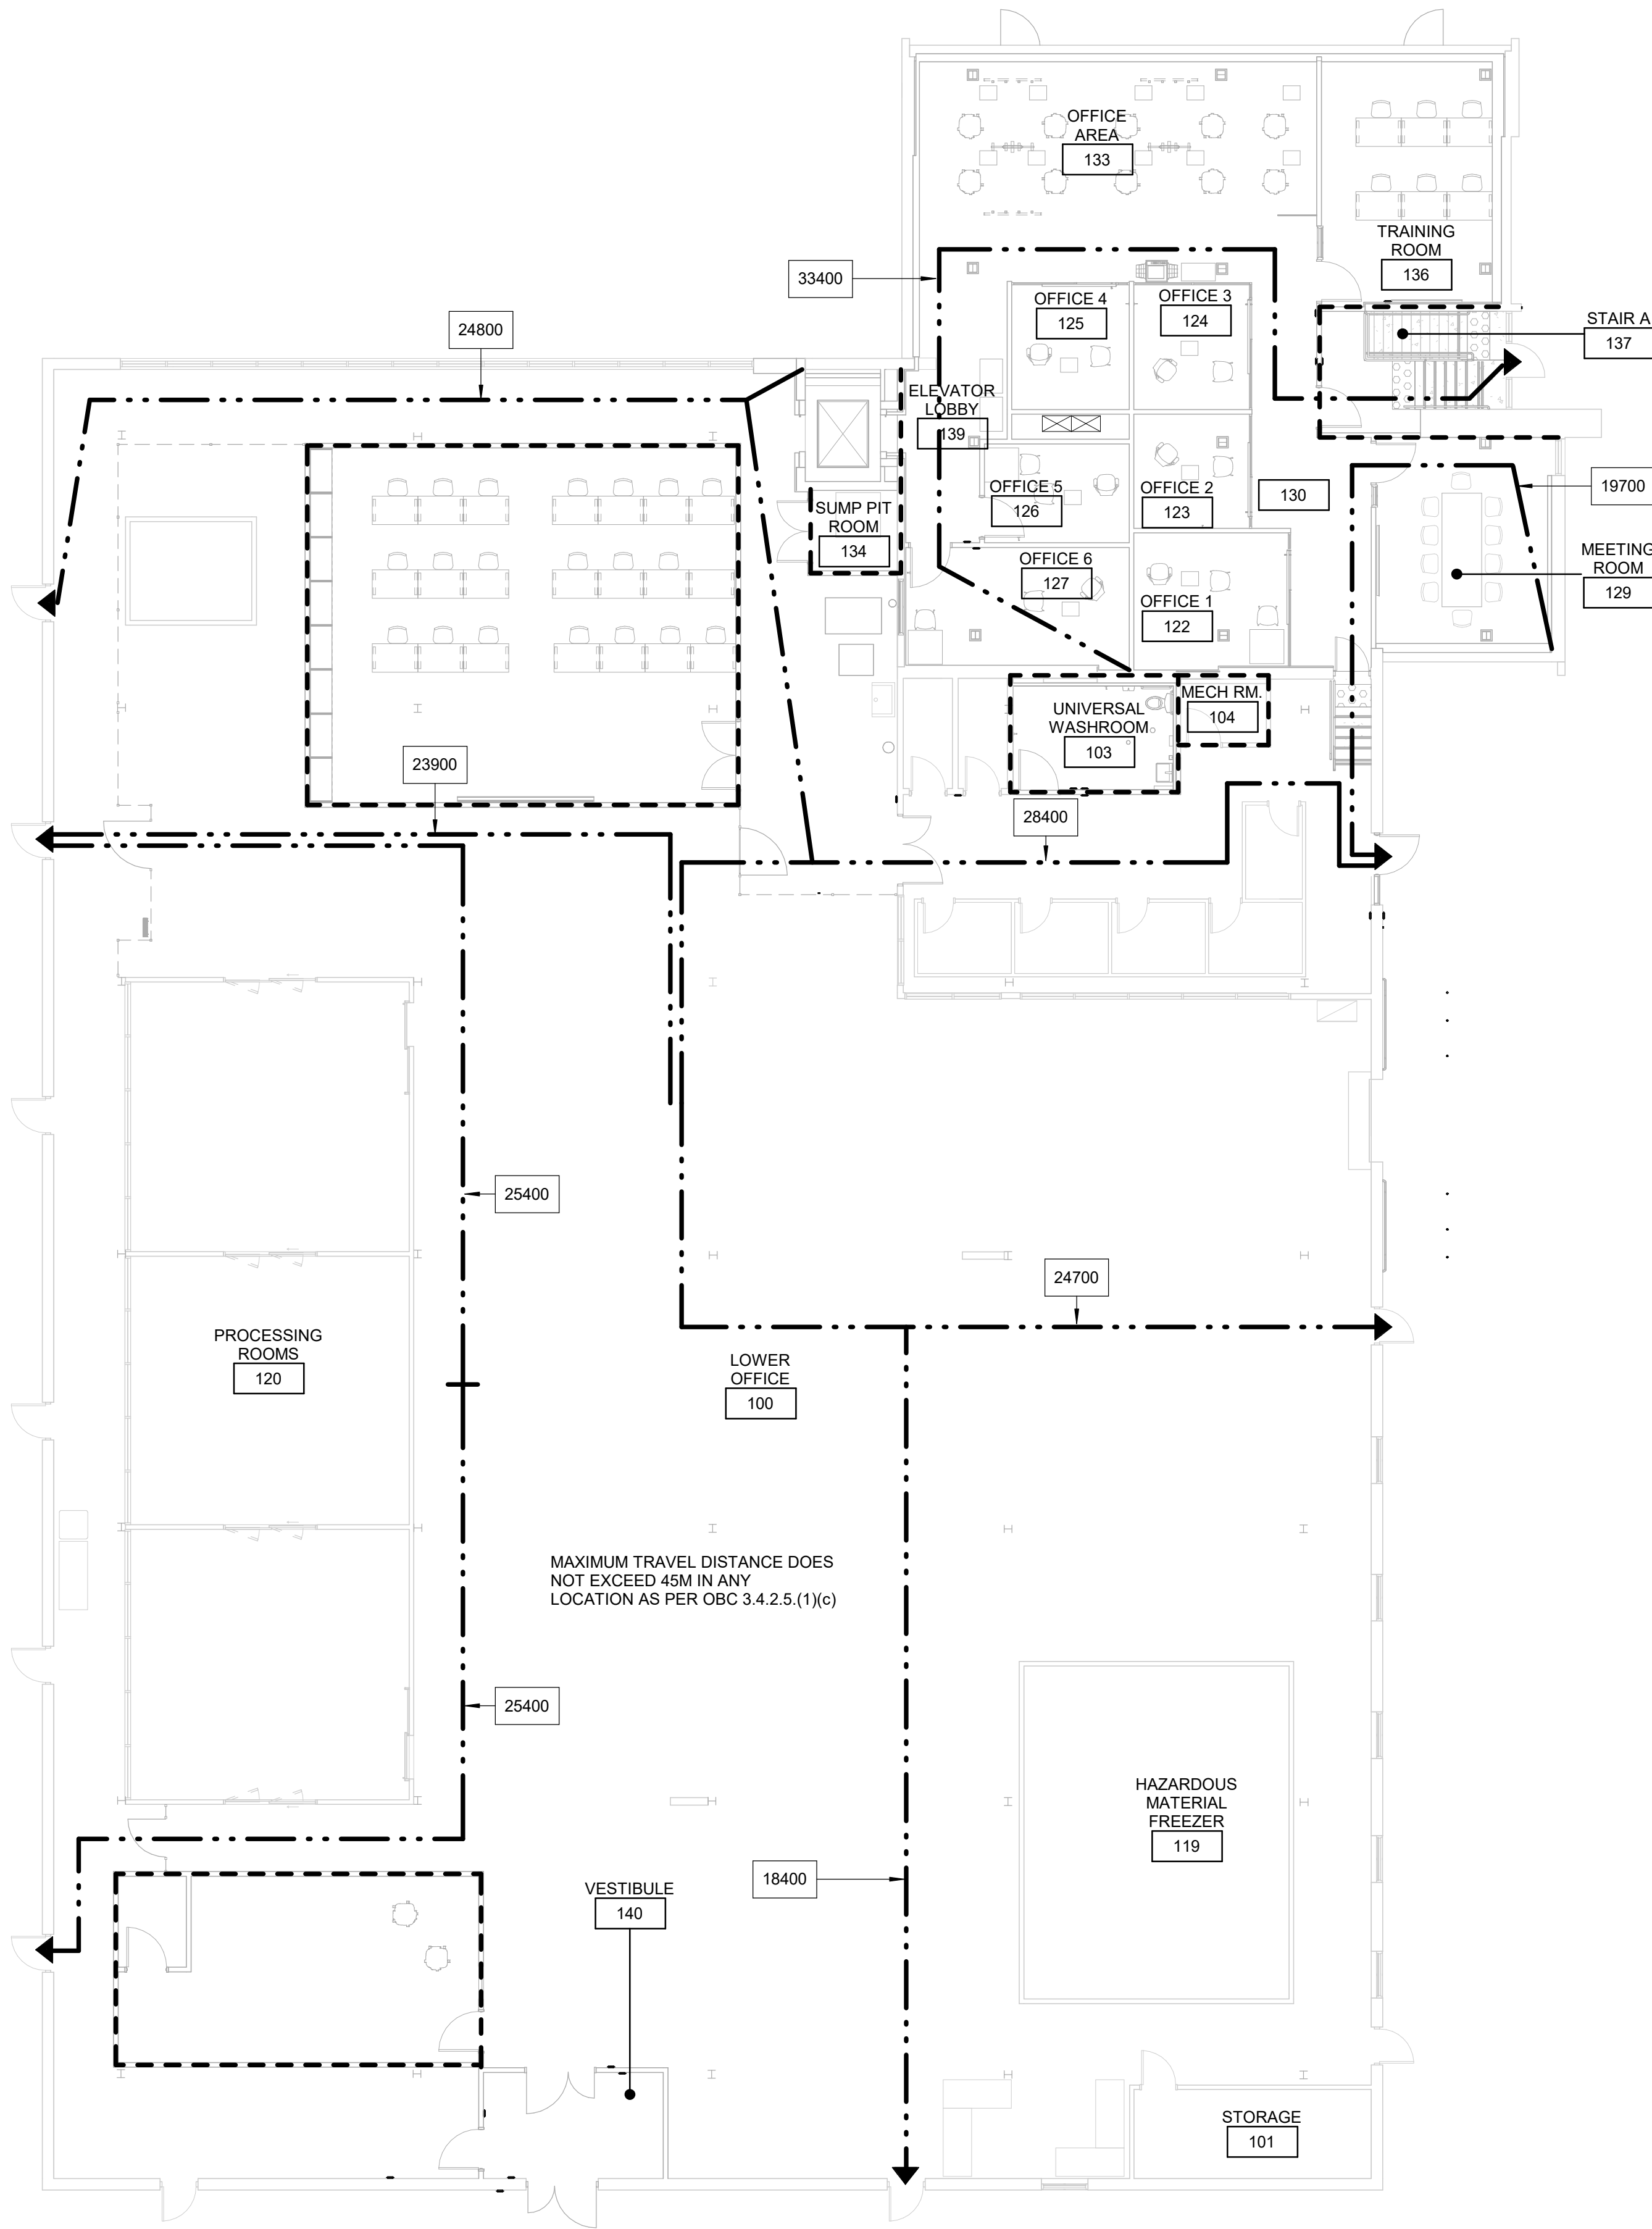 OFFICE
AREA
133
TRAINING
ROOM
136
33400
OFFICE 4
125
OFFICE 3
124
STAIR A
137
24800
ELEVATOR
LOBBY
139
OFFICE 5
126
OFFICE 2
123
130
19700
SUMP PIT
ROOM
134
MEETING
ROOM
129
OFFICE 6
127
OFFICE 1
122
UNIVERSAL
WASHROOM
103
MECH RM.
104
23900
28400
25400
24700
PROCESSING
ROOMS
120
LOWER
OFFICE
100
MAXIMUM TRAVEL DISTANCE DOES
NOT EXCEED 45M IN ANY
LOCATION AS PER OBC 3.4.2.5.(1)(c)
25400
HAZARDOUS
MATERIAL
FREEZER
119
18400
VESTIBULE
140
STORAGE
101